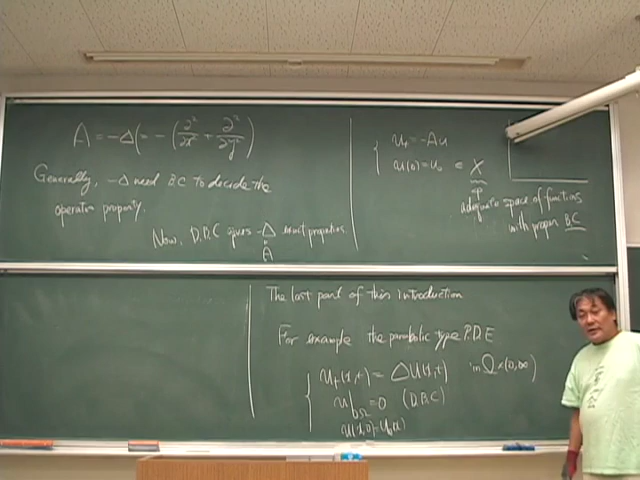 A = -Δ (= - (∂²/∂x² + ∂²/∂y²)
Generally, -Δ need B.C to decide the
operator property.
Now, D.B.C gives -Δ exact properties.
A
u_t = -Au
u(0) = u_0 ∈ X
adequate space of functions
with proper B.C
The last part of this introduction
For example the parabolic type P.D.E
u_t(x,t) = Δu(x,t) in Ω×(0,∞)
u|∂Ω = 0 (D.B.C)
u(x,0) = u_0(x)